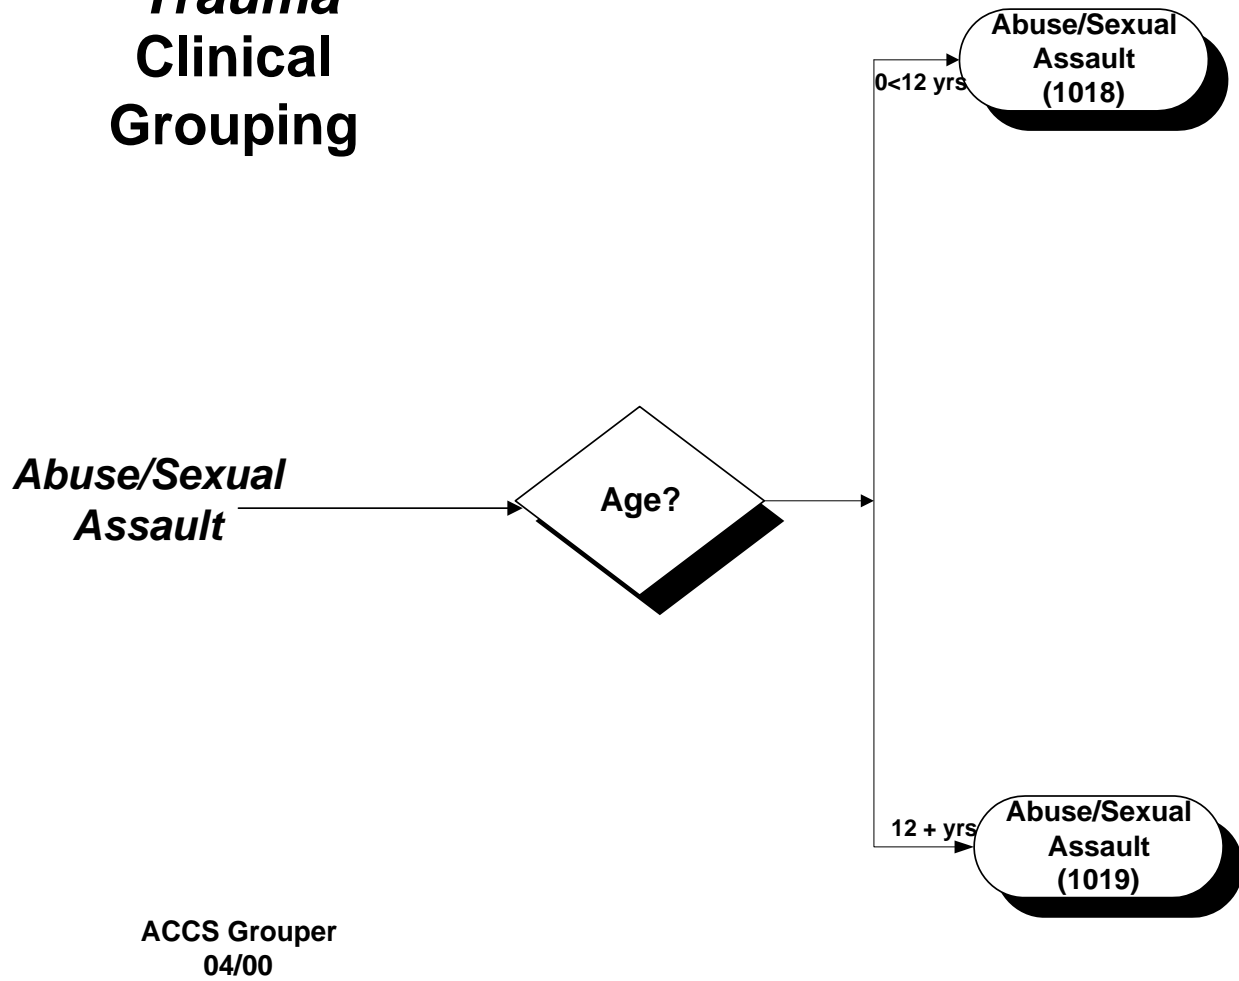 Trauma
Clinical
Grouping
Abuse/Sexual
Assault
(1018)
0<12 yrs
Abuse/Sexual
Assault
Age?
12 + yrs
Abuse/Sexual
Assault
(1019)
ACCS Grouper
04/00